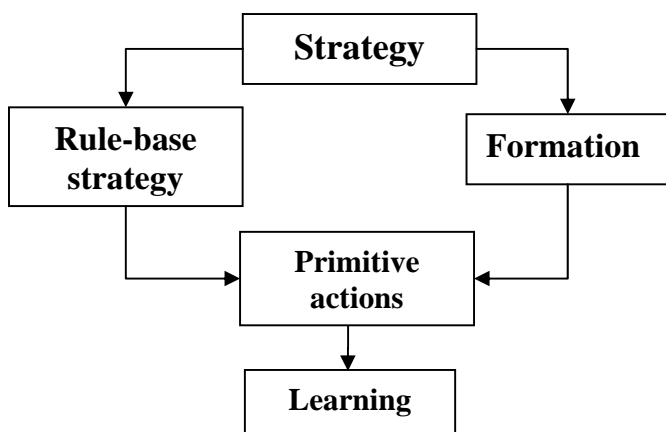 Strategy
Rule-base
strategy
Formation
Primitive
actions
Learning